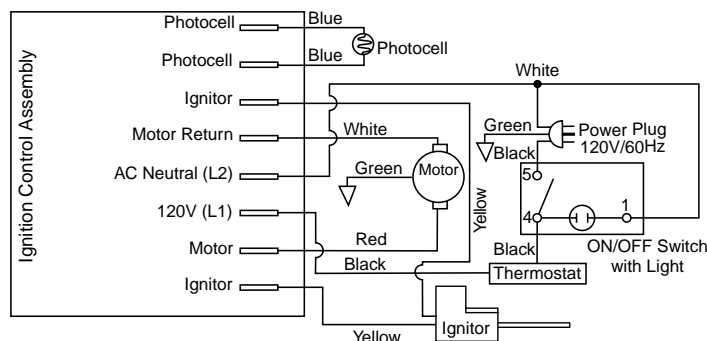 Ignition Control Assembly
Photocell
Blue
Photocell
Blue
Photocell
Ignitor
Motor Return
White
AC Neutral (L2)
Green
Motor
120V (L1)
Motor
Red
Black
Ignitor
Yellow
Yellow
Ignitor
White
Green
Power Plug
120V/60Hz
Black
5
4
1
Black
ON/OFF Switch
with Light
Thermostat